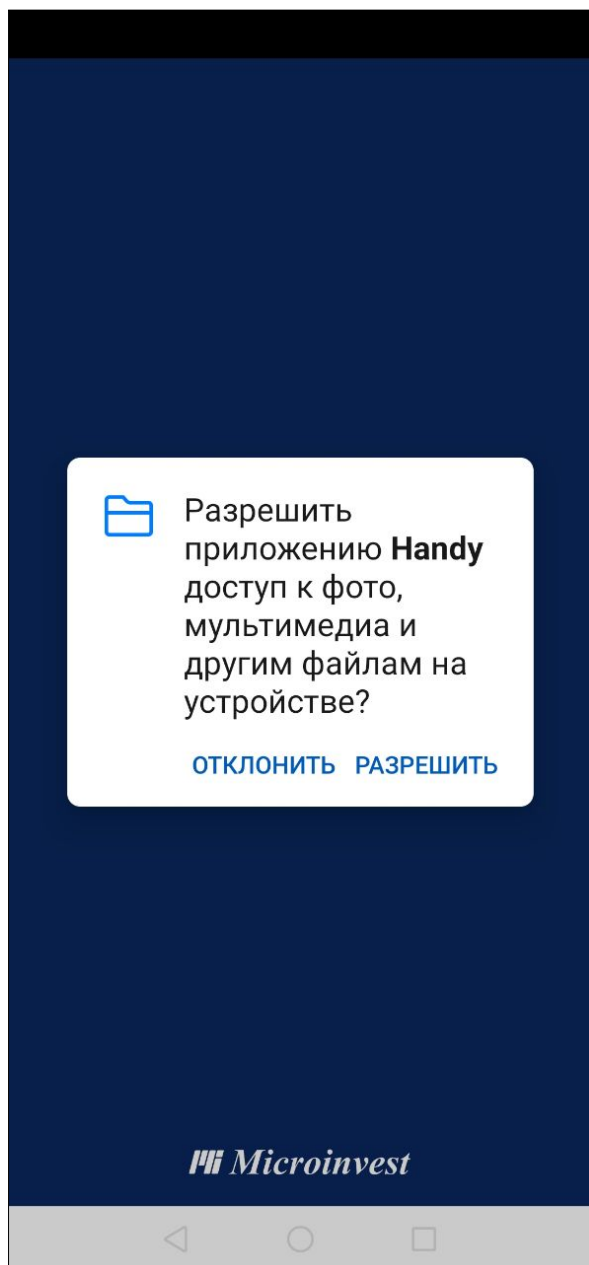 Разрешить
приложению Handy
доступ к фото,
мультимедиа и
другим файлам на
устройстве?
ОТКЛОНИТЬ РАЗРЕШИТЬ
Microinvest